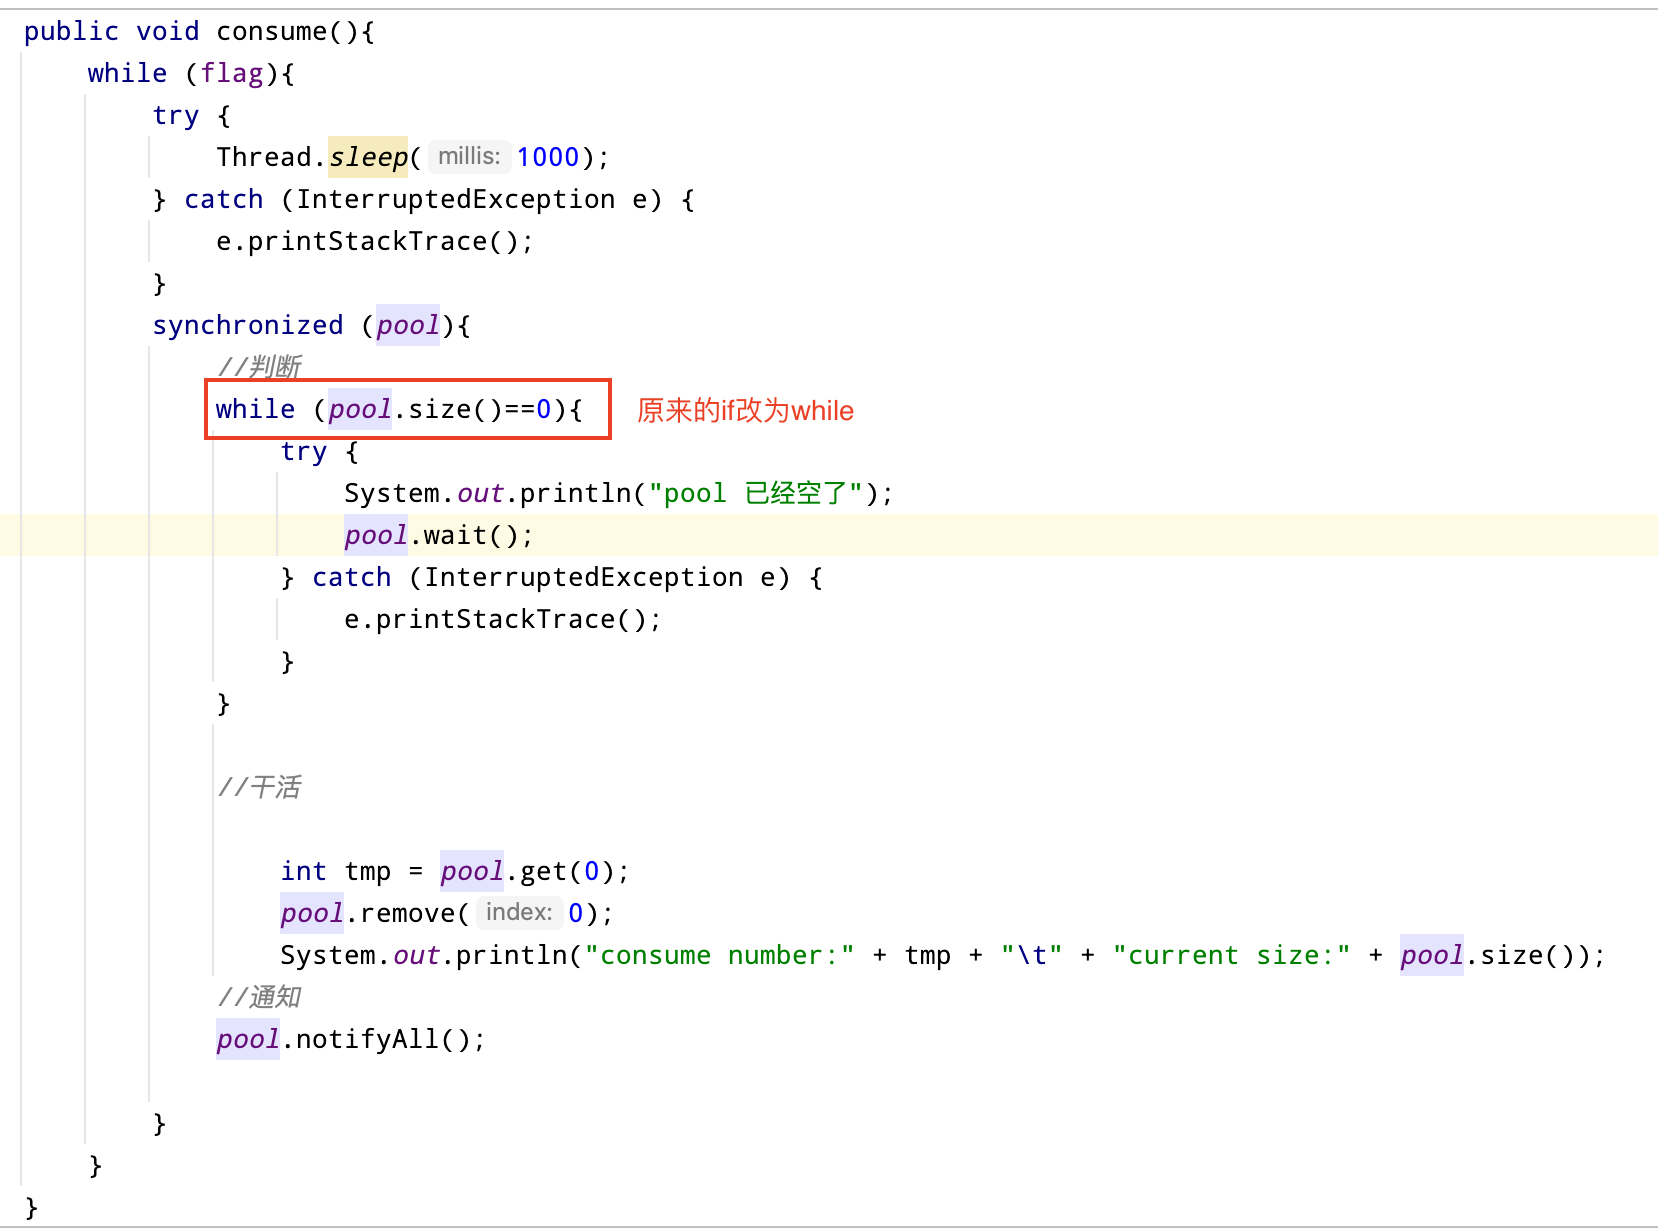 public void consume(){
while (flag){
try {
Thread.sleep( millis: 1000);
} catch (InterruptedException e) {
e.printStackTrace();
}
synchronized (pool){
//判断
while (pool.size()==0){ 原来的if改为while
try {
System.out.println("pool 已经空了");
pool.wait();
} catch (InterruptedException e) {
e.printStackTrace();
}
}
//干活
int tmp = pool.get(0);
pool.remove( index: 0);
System.out.println("consume number:" + tmp + "\t" + "current size:" + pool.size());
//通知
pool.notifyAll();
}
}
}